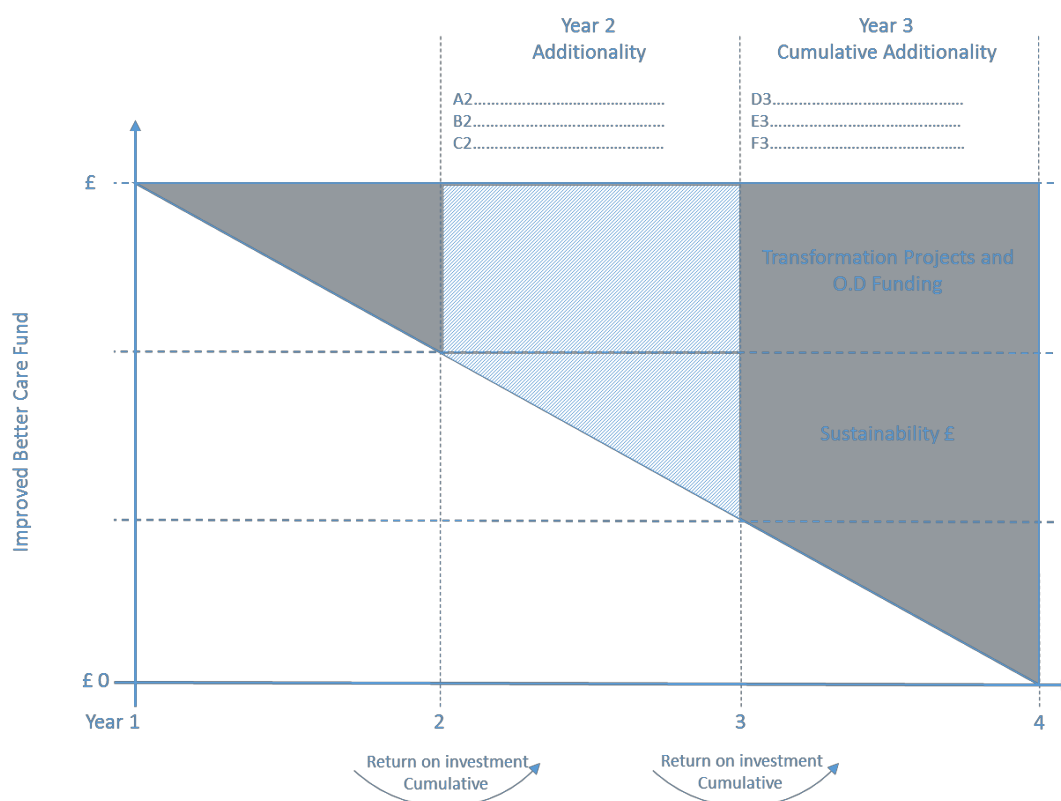 Year 2
Additionality
Year 3
Cumulative Additionality
A2............................................
B2............................................
C2............................................
D3............................................
E3............................................
F3............................................
£
Transformation Projects and
O.D Funding
Sustainability £
Improved Better Care Fund
£ 0
Year 1
2
3
4
Return on investment
Cumulative
Return on investment
Cumulative